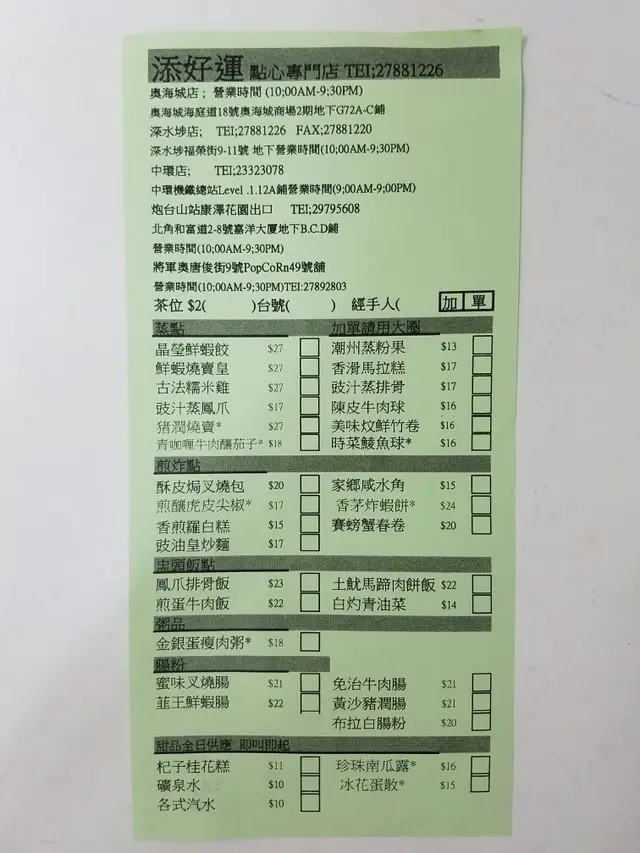 添好運 點心專門店 TEI;27881226
奧海城店; 營業時間 (10;00AM-9;30PM)
奧海城海庭道18號奧海城商場2期地下G72A-C鋪
深水埗店; TEI;27881226 FAX;27881220
深水埗福榮街9-11號 地下營業時間(10;00AM-9;30PM)
中環店; TEI;23323078
中環機鐵總站Level .1.12A鋪營業時間(9;00AM-9;00PM)
炮台山站康澤花園出口 TEI;29795608
北角和富道2-8號嘉洋大厦地下B.C.D鋪
營業時間(10;00AM-9;30PM)
將軍奧唐俊街9號PopCoRn49號舖
營業時間(10;00AM-9;30PM)TEI:27892803
茶位 $2( )台號( ) 經手人( 加 單
蒸點 加單請用大圈
晶瑩鮮蝦餃 $27 潮州蒸粉果 $13
鮮蝦燒賣皇 $27 香滑馬拉糕 $17
古法糯米雞 $27 豉汁蒸排骨 $17
豉汁蒸鳳爪 $17 陳皮牛肉球 $16
猪潤燒賣* $27 美味炆鮮竹卷 $16
青咖喱牛肉釀茄子* $18 時菜鯪魚球* $16
煎炸點
酥皮焗叉燒包 $20 家鄉咸水角 $15
煎釀虎皮尖椒* $17 香茅炸蝦餅* $24
香煎羅白糕 $15 賽螃蟹春卷 $20
豉油皇炒麵 $17
盅頭飯點
鳳爪排骨飯 $23 土魷馬蹄肉餅飯 $22
煎蛋牛肉飯 $22 白灼青油菜 $14
粥品
金銀蛋瘦肉粥* $18
腸粉
蜜味叉燒腸 $21 免治牛肉腸 $21
韮王鮮蝦腸 $22 黃沙豬潤腸 $21
布拉白腸粉 $20
甜品全日供應 即叫即起
杞子桂花糕 $11 珍珠南瓜露* $16
礦泉水 $10 冰花蛋散* $15
各式汽水 $10